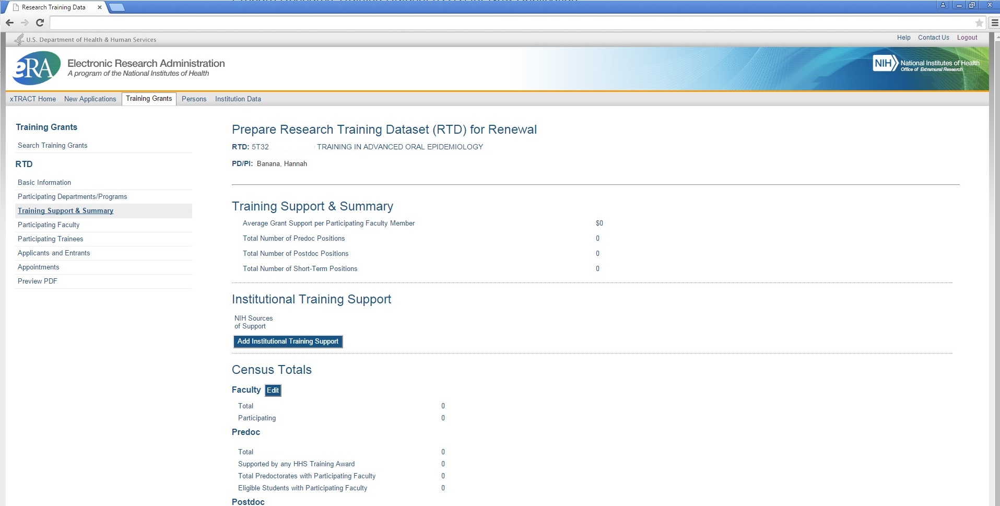 Research Training Data
U.S. Department of Health & Human Services
Help Contact Us Logout
eRA Electronic Research Administration
A program of the National Institutes of Health
NIH National Institutes of Health
Office of Extramural Research
xTRACT Home New Applications Training Grants Persons Institution Data
Training Grants
Search Training Grants
RTD
Basic Information
Participating Departments/Programs
Training Support & Summary
Participating Faculty
Participating Trainees
Applicants and Entrants
Appointments
Preview PDF
Prepare Research Training Dataset (RTD) for Renewal
RTD: 5T32 TRAINING IN ADVANCED ORAL EPIDEMIOLOGY
PD/PI: Banana, Hannah
Training Support & Summary
Average Grant Support per Participating Faculty Member $0
Total Number of Predoc Positions 0
Total Number of Postdoc Positions 0
Total Number of Short-Term Positions 0
Institutional Training Support
NIH Sources
of Support
Add Institutional Training Support
Census Totals
Faculty Edit
Total 0
Participating 0
Predoc
Total 0
Supported by any HHS Training Award 0
Total Predoctorates with Participating Faculty 0
Eligible Students with Participating Faculty 0
Postdoc